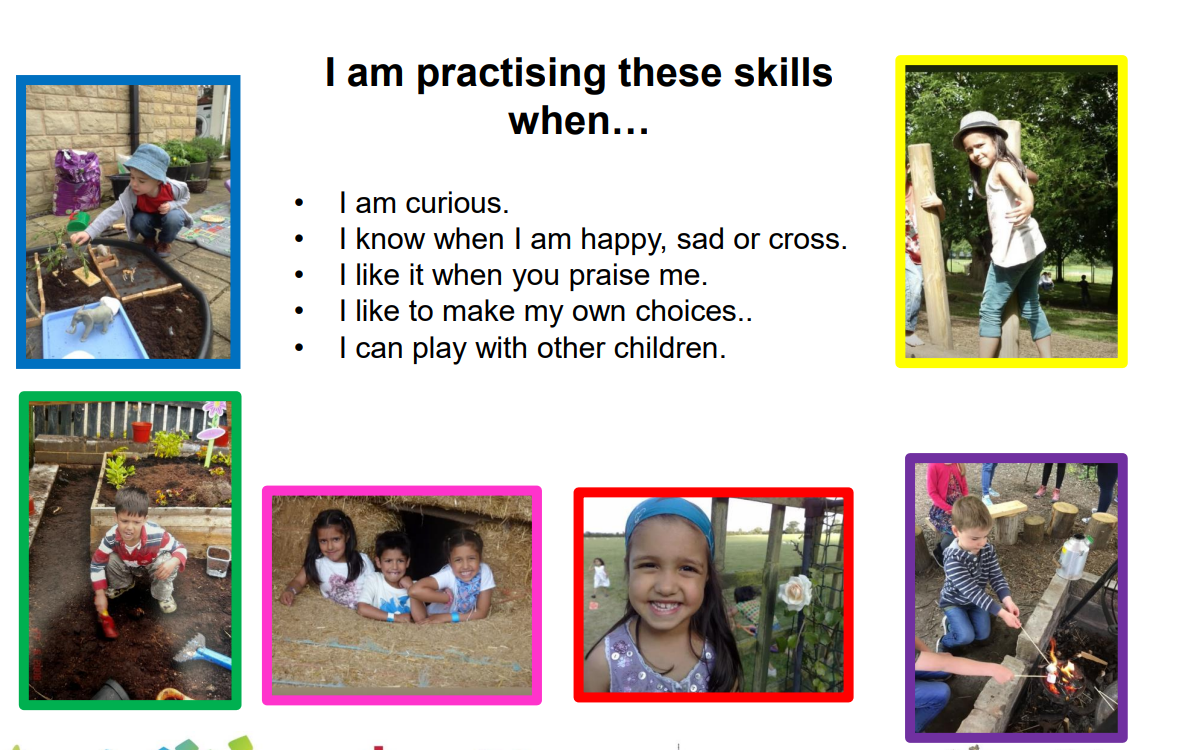 I am practising these skills
when…
• I am curious.
• I know when I am happy, sad or cross.
• I like it when you praise me.
• I like to make my own choices..
• I can play with other children.